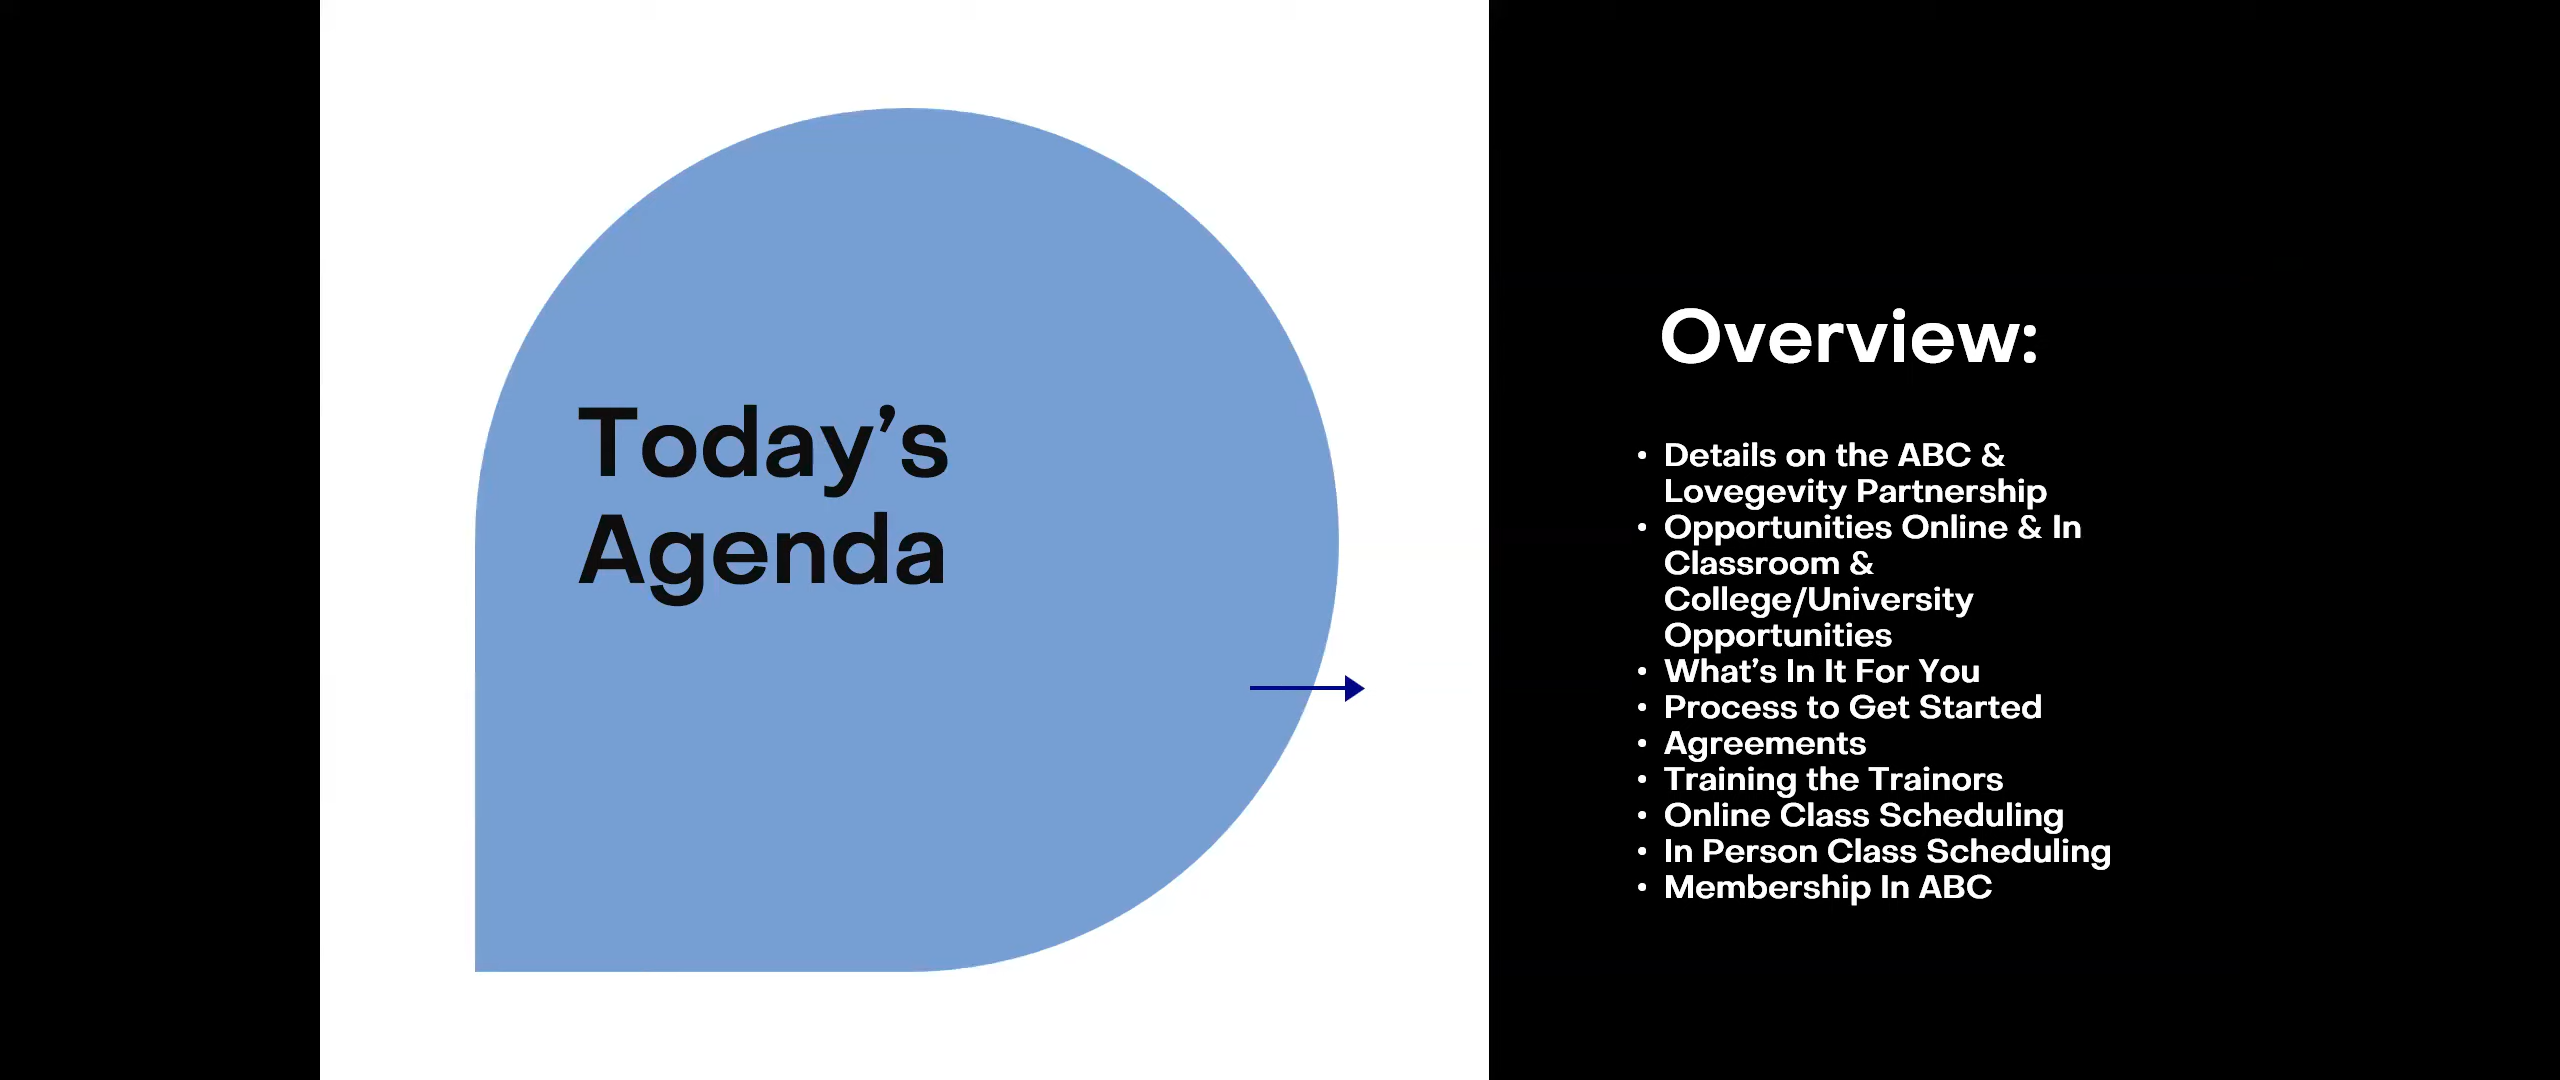 Today’s
Agenda
Overview:
• Details on the ABC &
Lovegevity Partnership
• Opportunities Online & In
Classroom &
College/University
Opportunities
• What’s In It For You
• Process to Get Started
• Agreements
• Training the Trainors
• Online Class Scheduling
• In Person Class Scheduling
• Membership In ABC